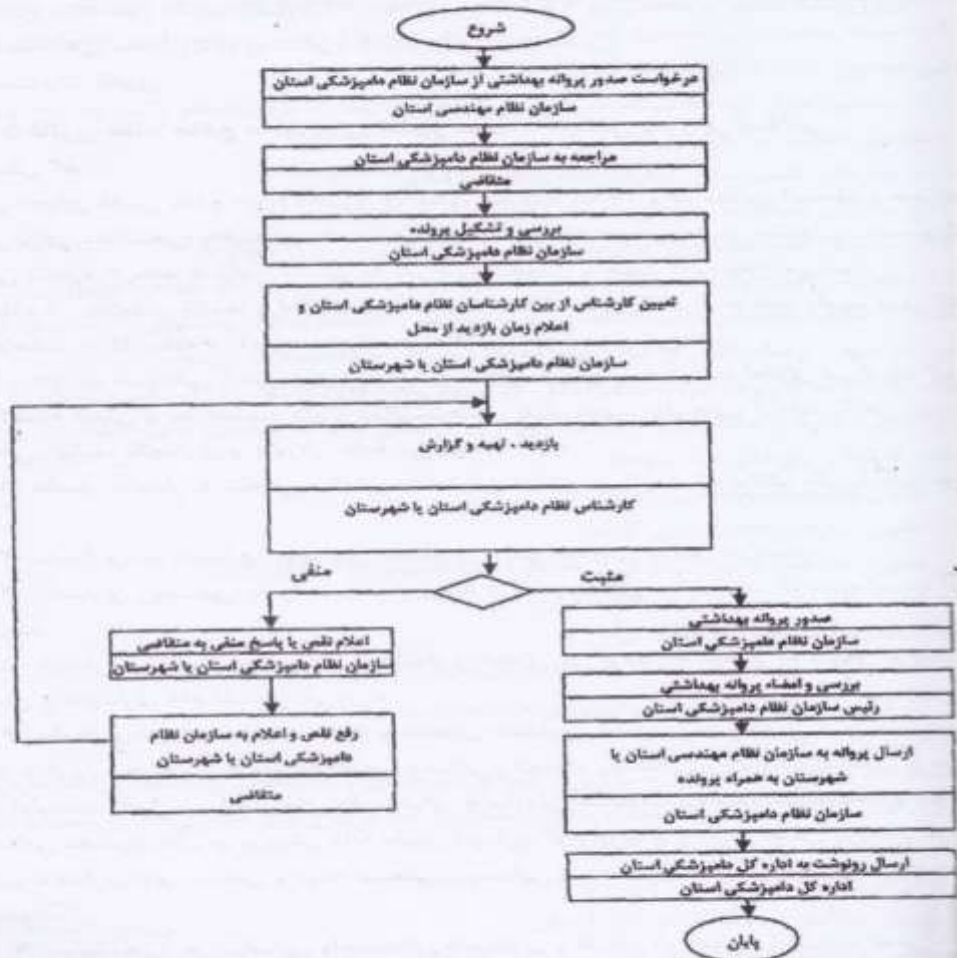 شروع
درخواست صدور پروانه بهداشتی از سازمان نظام دامپزشکی استان
سازمان نظام مهندسی استان
مراجعه به سازمان نظام دامپزشکی استان
متقاضی
بررسی و تشکیل پرونده
سازمان نظام دامپزشکی استان
تعیین کارشناس از بین کارشناسان نظام دامپزشکی استان و
اعلام زمان بازدید از محل
سازمان نظام دامپزشکی استان یا شهرستان
بازدید ، تهیه و گزارش
کارشناس نظام دامپزشکی استان یا شهرستان
مثبت
منفی
صدور پروانه بهداشتی
سازمان نظام دامپزشکی استان
بررسی و امضاء پروانه بهداشتی
رئیس سازمان نظام دامپزشکی استان
ارسال پروانه به سازمان نظام مهندسی استان یا
شهرستان به همراه پرونده
سازمان نظام دامپزشکی استان
ارسال رونوشت به اداره کل دامپزشکی استان
اداره کل دامپزشکی استان
پایان
اعلام نقص یا پاسخ منفی به متقاضی
سازمان نظام دامپزشکی استان یا شهرستان
رفع نقص و اعلام به سازمان نظام
دامپزشکی استان یا شهرستان
متقاضی